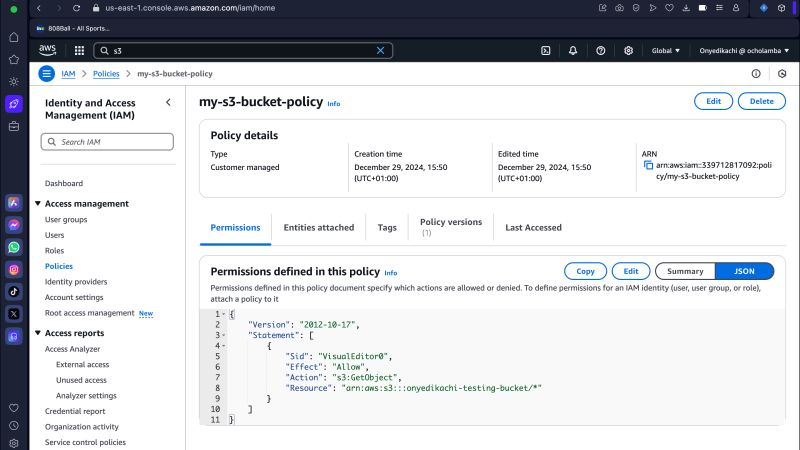 us-east-1.console.aws.amazon.com/iam/home
808Ball - All Sports...
aws
s3
Global
Onyedikachi @ ocholamba
IAM > Policies > my-s3-bucket-policy
Identity and Access Management (IAM)
Search IAM
Dashboard
Access management
User groups
Users
Roles
Policies
Identity providers
Account settings
Root access management New
Access reports
Access Analyzer
External access
Unused access
Analyzer settings
Credential report
Organization activity
Service control policies
my-s3-bucket-policy Info
Edit
Delete
Policy details
Type
Customer managed
Creation time
December 29, 2024, 15:50 (UTC+01:00)
Edited time
December 29, 2024, 15:50 (UTC+01:00)
ARN
arn:aws:iam::339712817092:policy/my-s3-bucket-policy
Permissions
Entities attached
Tags
Policy versions (1)
Last Accessed
Permissions defined in this policy Info
Copy
Edit
Summary
JSON
Permissions defined in this policy document specify which actions are allowed or denied. To define permissions for an IAM identity (user, user group, or role), attach a policy to it
1 {
2 "Version": "2012-10-17",
3 "Statement": [
4 {
5 "Sid": "VisualEditor0",
6 "Effect": "Allow",
7 "Action": "s3:GetObject",
8 "Resource": "arn:aws:s3:::onyedikachi-testing-bucket/*"
9 }
10 ]
11 }